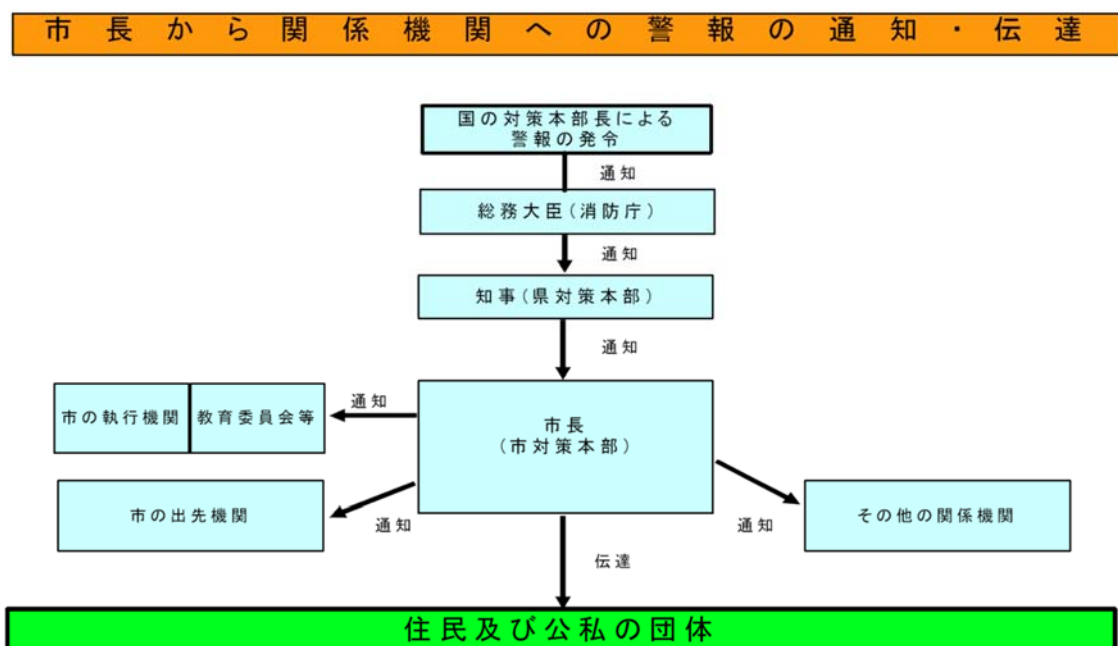 市長から関係機関への警報の通知・伝達
国の対策本部長による
警報の発令
通知
総務大臣(消防庁)
通知
知事(県対策本部)
通知
市の執行機関
教育委員会等
通知
市長
(市対策本部)
市の出先機関
通知
通知
その他の関係機関
伝達
住民及び公私の団体